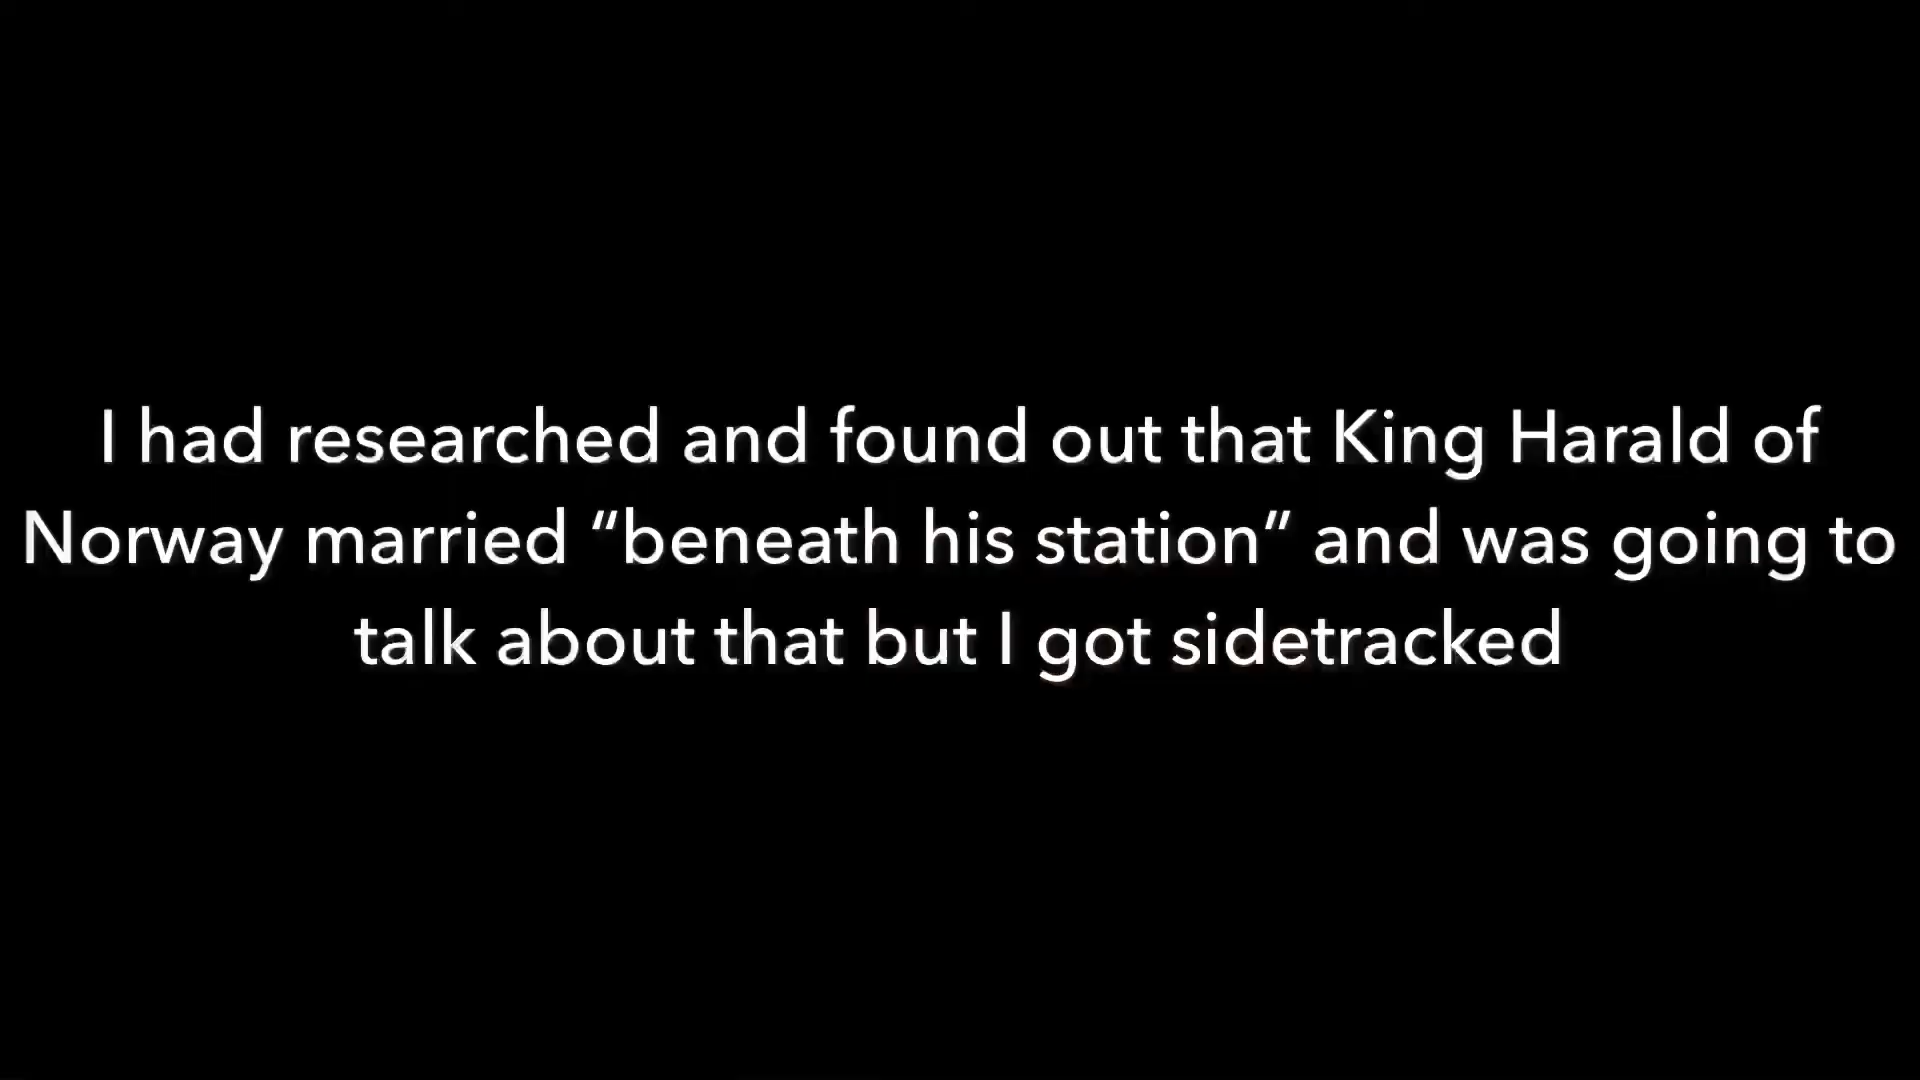 I had researched and found out that King Harald of
Norway married “beneath his station” and was going to
talk about that but I got sidetracked